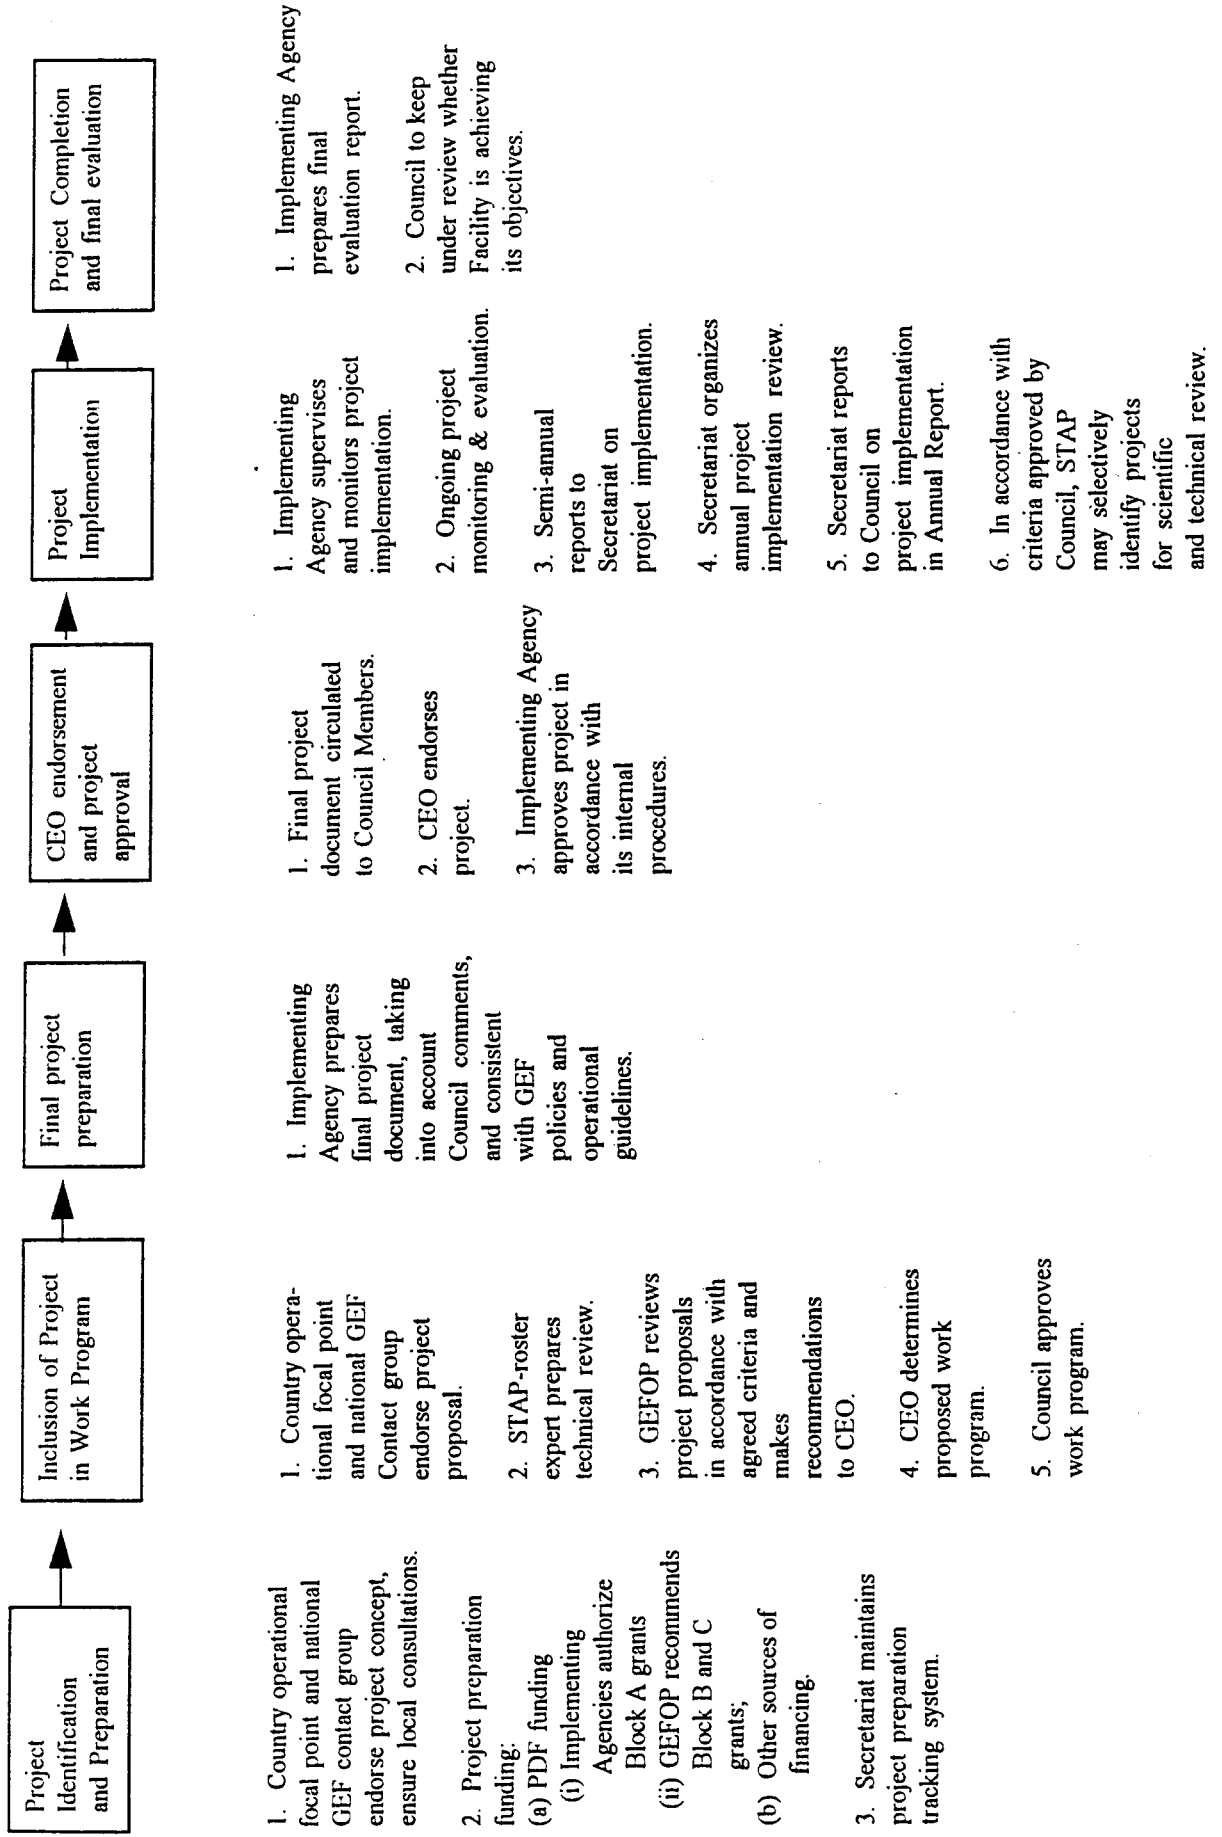 Project
Identification
and Preparation
Inclusion of Project
in Work Program
Final project
preparation
CEO endorsement
and project
approval
Project
Implementation
Project Completion
and final evaluation
1. Country operational
focal point and national
GEF contact group
endorse project concept,
ensure local consultations.
2. Project preparation
funding:
(a) PDF funding
(i) Implementing
Agencies authorize
Block A grants
(ii) GEFOP recommends
Block B and C
grants;
(b) Other sources of
financing.
3. Secretariat maintains
project preparation
tracking system.
1. Country opera-
tional focal point
and national GEF
Contact group
endorse project
proposal.
2. STAP-roster
expert prepares
technical review.
3. GEFOP reviews
project proposals
in accordance with
agreed criteria and
makes
recommendations
to CEO.
4. CEO determines
proposed work
program.
5. Council approves
work program.
1. Implementing
Agency prepares
final project
document, taking
into account
Council comments,
and consistent
with GEF
policies and
operational
guidelines.
1. Final project
document circulated
to Council Members.
2. CEO endorses
project.
3. Implementing Agency
approves project in
accordance with
its internal
procedures.
1. Implementing
Agency supervises
and monitors project
implementation.
2. Ongoing project
monitoring & evaluation.
3. Semi-annual
reports to
Secretariat on
project implementation.
4. Secretariat organizes
annual project
implementation review.
5. Secretariat reports
to Council on
project implementation
in Annual Report.
6. In accordance with
criteria approved by
Council, STAP
may selectively
identify projects
for scientific
and technical review.
1. Implementing Agency
prepares final
evaluation report.
2. Council to keep
under review whether
Facility is achieving
its objectives.